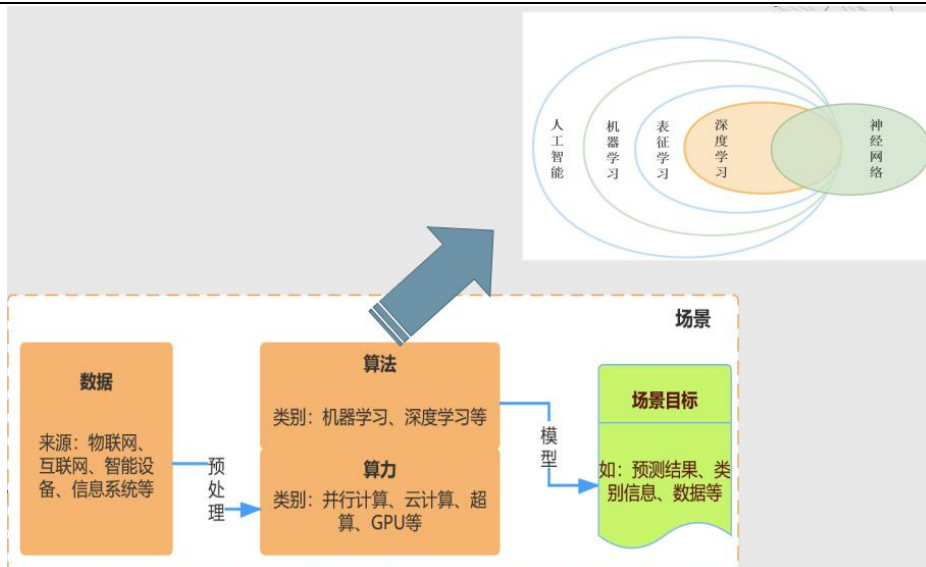 人工智能
机器学习
表征学习
深度学习
神经网络
场景
数据
来源：物联网、
互联网、智能设
备、信息系统等
预处理
算法
类别：机器学习、深度学习等
算力
类别：并行计算、云计算、超
算、GPU等
模型
场景目标
如：预测结果、类
别信息、数据等